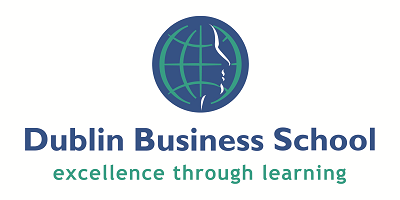 Dublin Business School
excellence through learning